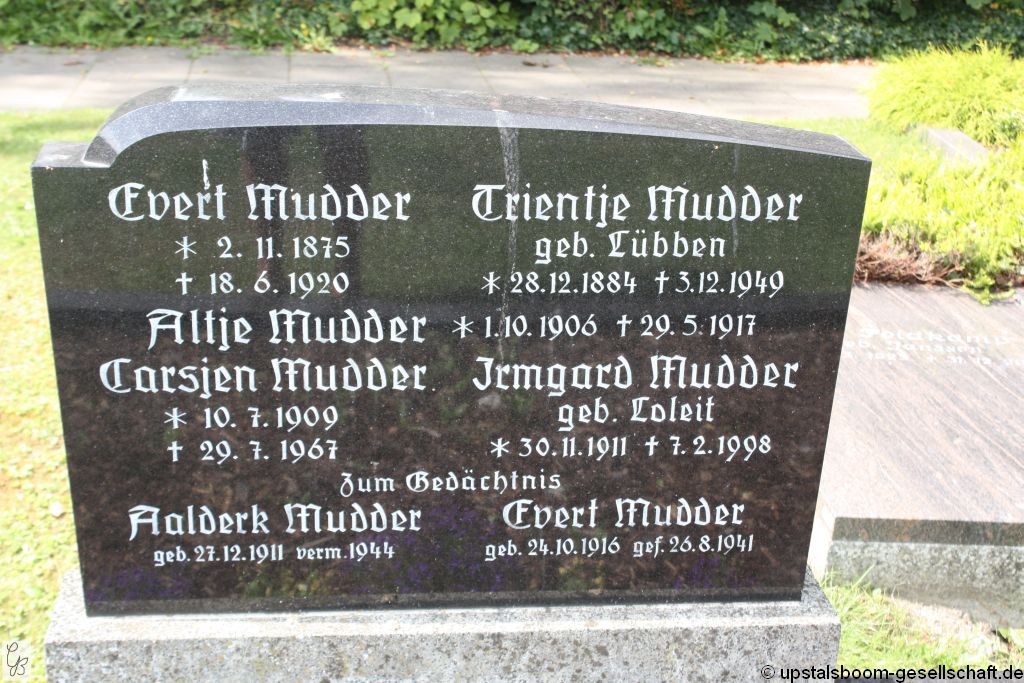 Evert Mudder
* 2. 11. 1875
† 18. 6. 1920
Trientje Mudder
geb. Lübben
* 28.12.1884 † 3.12.1949
Altje Mudder * 1.10.1906 † 29.5.1917
Carsjen Mudder
* 10. 7. 1909
† 29. 7. 1967
Irmgard Mudder
geb. Loleit
* 30.11.1911 † 7.2.1998
Zum Gedächtnis
Aalderk Mudder
geb. 27.12.1911 verm. 1944
Evert Mudder
geb. 24.10.1916 gef. 26.8.1941
© upstalsboom-gesellschaft.de